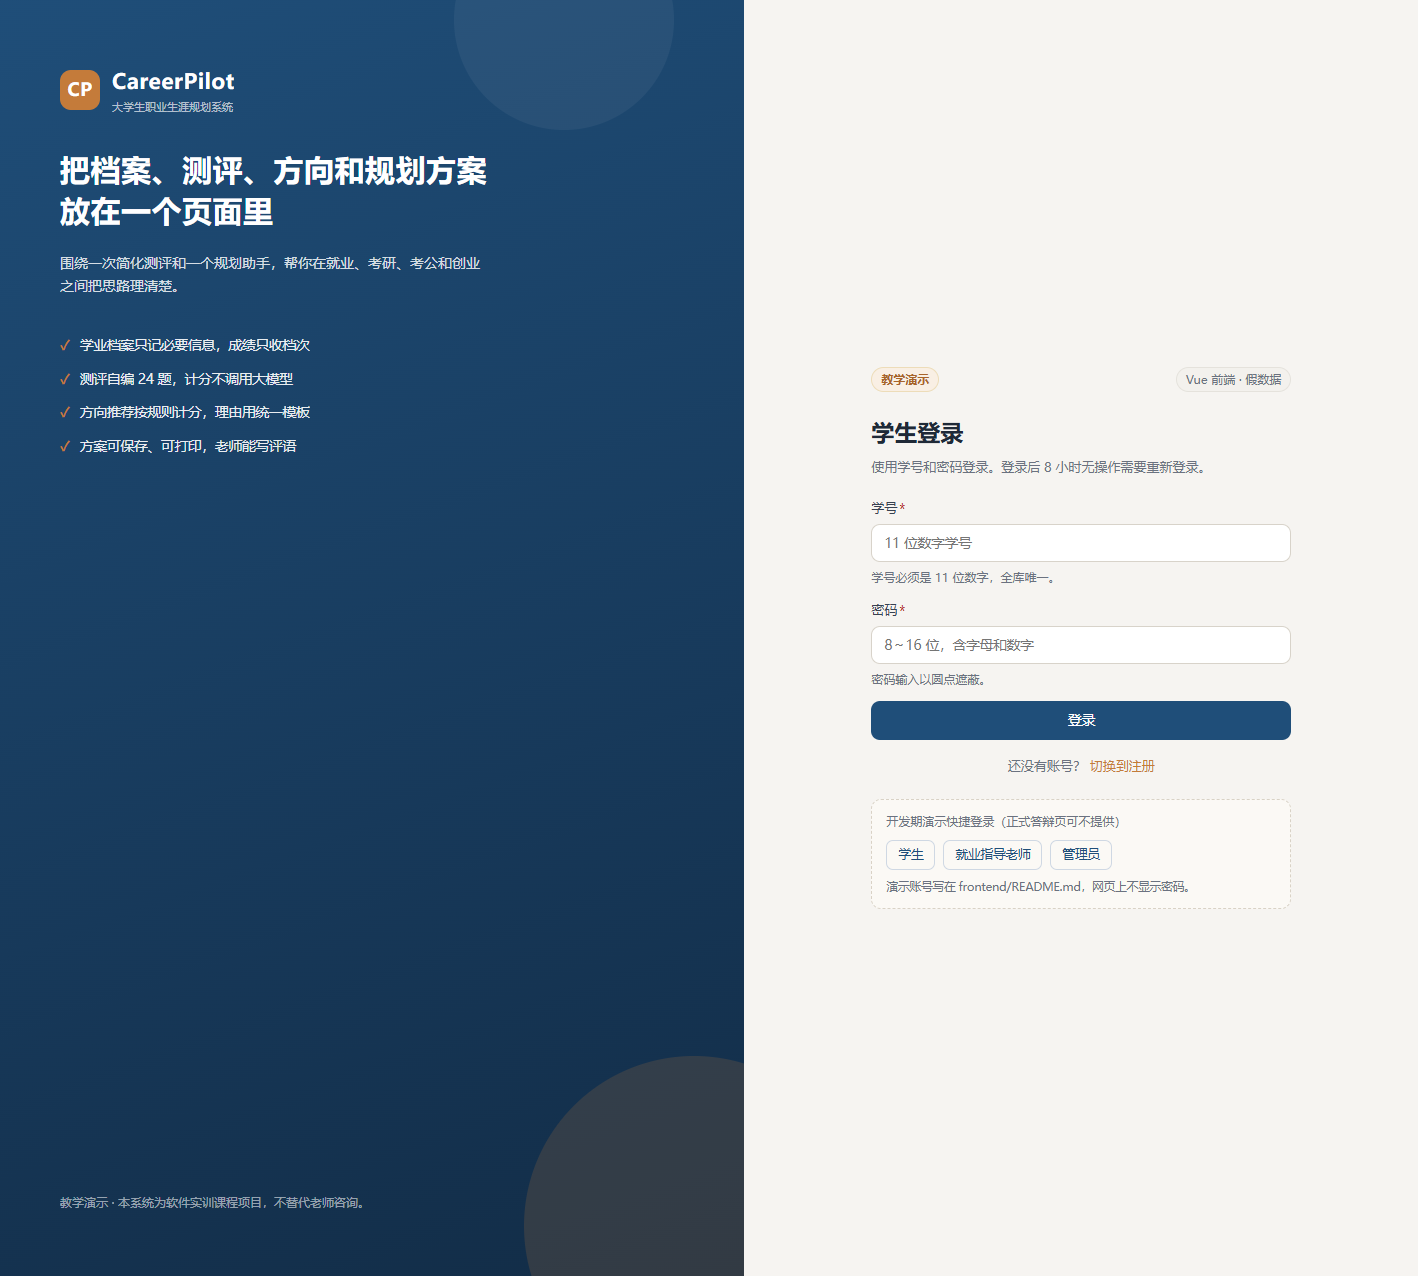 CP
CareerPilot
大学生职业生涯规划系统
把档案、测评、方向和规划方案
放在一个页面里
围绕一次简化测评和一个规划助手，帮你在就业、考研、考公和创业
之间把思路理清楚。
✓ 学业档案只记必要信息，成绩只收档次
✓ 测评自编 24 题，计分不调用大模型
✓ 方向推荐按规则计分，理由用统一模板
✓ 方案可保存、可打印，老师能写评语
教学演示 · 本系统为软件实训课程项目，不替代老师咨询。
教学演示
Vue 前端 · 假数据
学生登录
使用学号和密码登录。登录后 8 小时无操作需要重新登录。
学号*
11 位数字学号
学号必须是 11 位数字，全库唯一。
密码*
8~16 位，含字母和数字
密码输入以圆点遮蔽。
登录
还没有账号？ 切换到注册
开发期演示快捷登录（正式答辩页可不提供）
学生 就业指导老师 管理员
演示账号写在 frontend/README.md，网页上不显示密码。